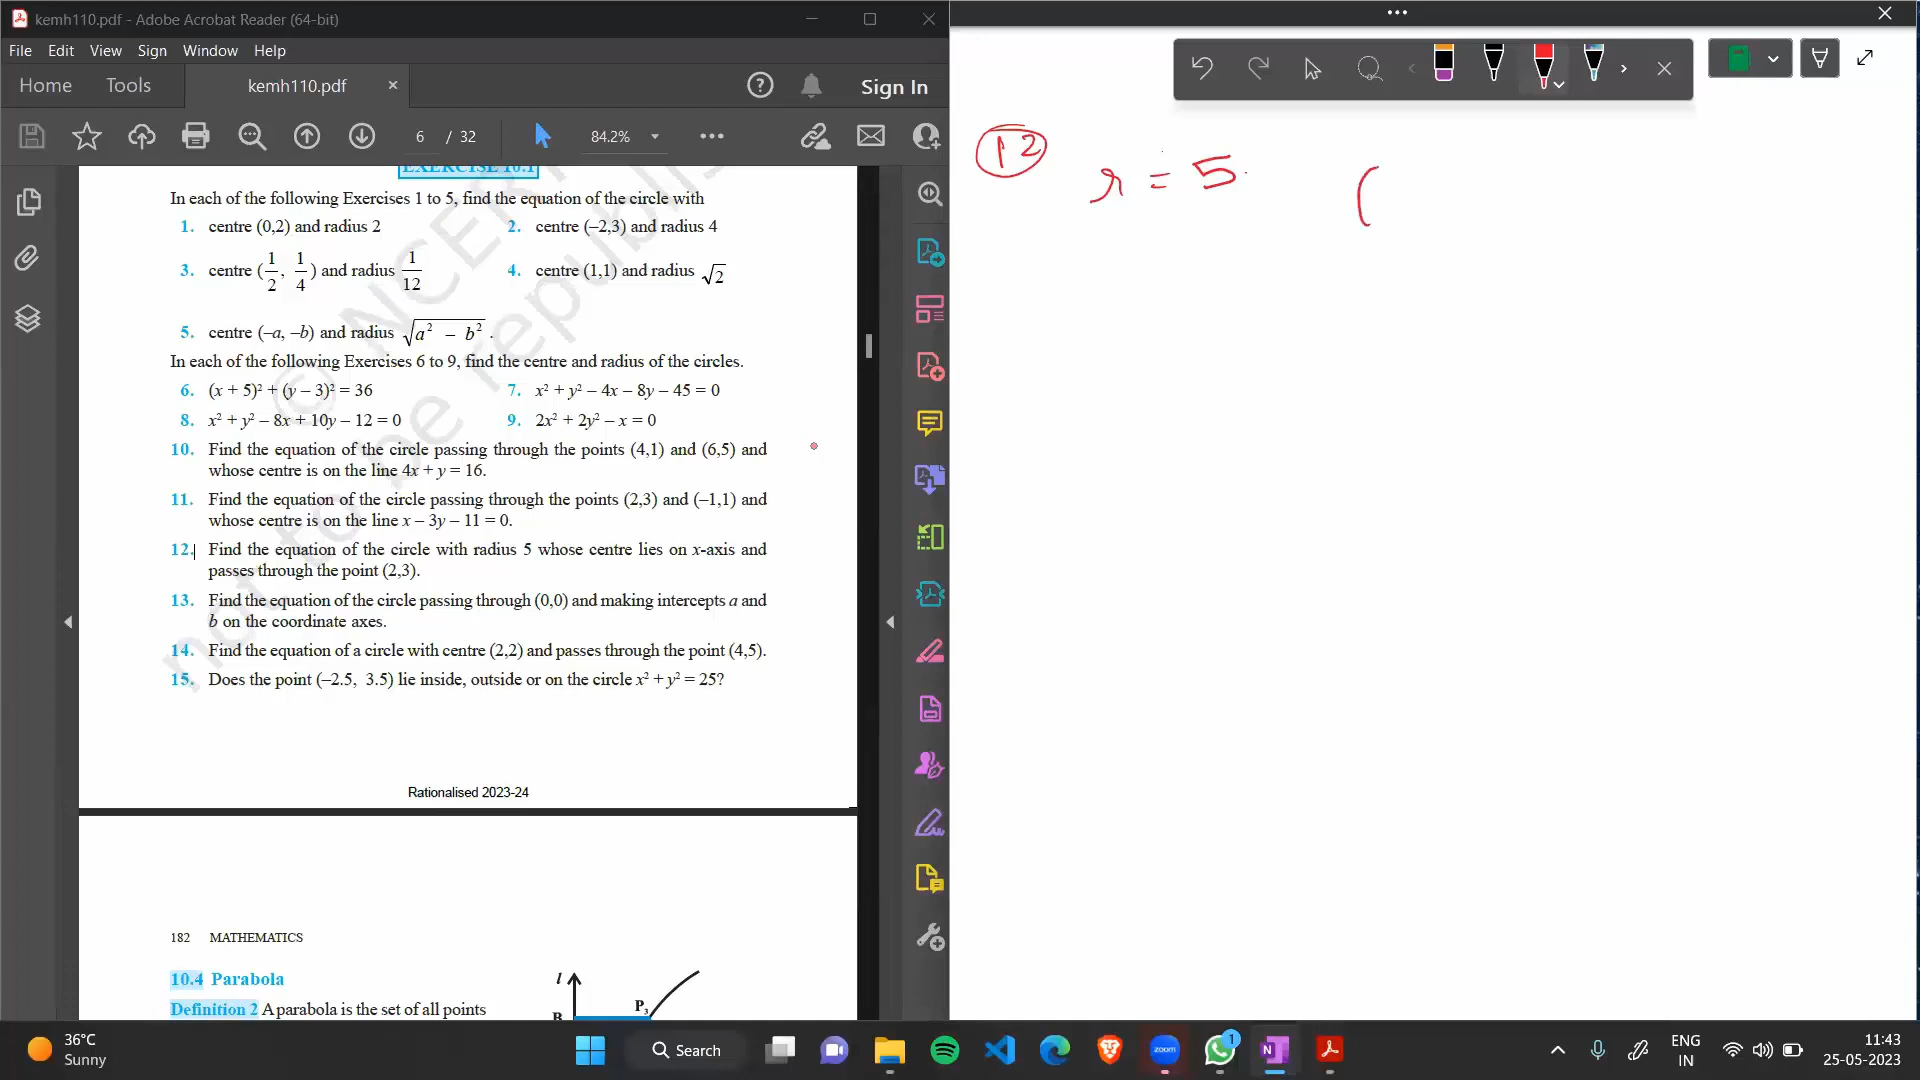 kemh110.pdf - Adobe Acrobat Reader (64-bit)
File Edit View Sign Window Help
Home Tools kemh110.pdf Sign In
6 / 32 84.2%
EXERCISE 10.1
In each of the following Exercises 1 to 5, find the equation of the circle with
1. centre (0,2) and radius 2
2. centre (–2,3) and radius 4
3. centre (1/2, 1/4) and radius 1/12
4. centre (1,1) and radius √2
5. centre (–a, –b) and radius √(a² – b²).
In each of the following Exercises 6 to 9, find the centre and radius of the circles.
6. (x + 5)² + (y – 3)² = 36
7. x² + y² – 4x – 8y – 45 = 0
8. x² + y² – 8x + 10y – 12 = 0
9. 2x² + 2y² – x = 0
10. Find the equation of the circle passing through the points (4,1) and (6,5) and
whose centre is on the line 4x + y = 16.
11. Find the equation of the circle passing through the points (2,3) and (–1,1) and
whose centre is on the line x – 3y – 11 = 0.
12. Find the equation of the circle with radius 5 whose centre lies on x-axis and
passes through the point (2,3).
13. Find the equation of the circle passing through (0,0) and making intercepts a and
b on the coordinate axes.
14. Find the equation of a circle with centre (2,2) and passes through the point (4,5).
15. Does the point (–2.5, 3.5) lie inside, outside or on the circle x² + y² = 25?
© NCERT
not to be republis
Rationalised 2023-24
182 MATHEMATICS
10.4 Parabola
Definition 2 A parabola is the set of all points
l
P₃
B
12
r = 5 (
36°C
Sunny
Search
zoom
1
ENG
IN
11:43
25-05-2023